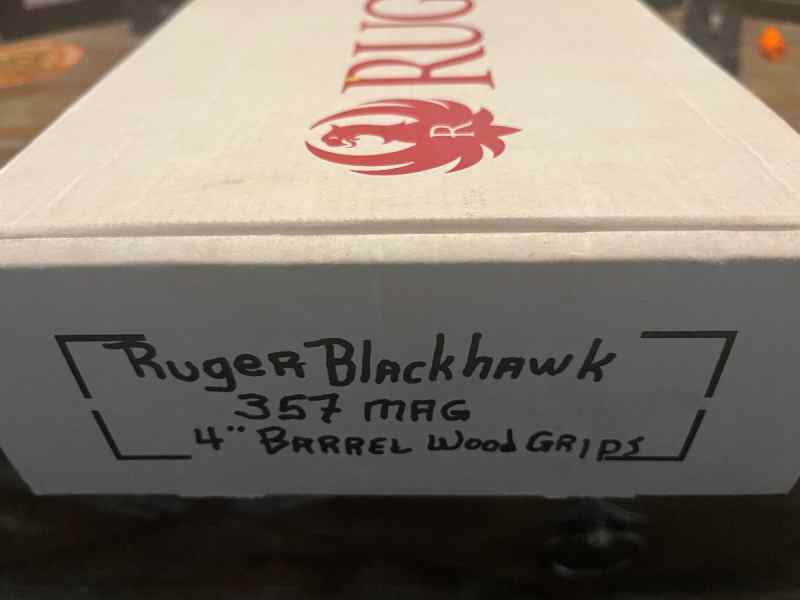 RUG
R
Ruger Blackhawk
357 MAG
4" BARREL Wood GRIPS